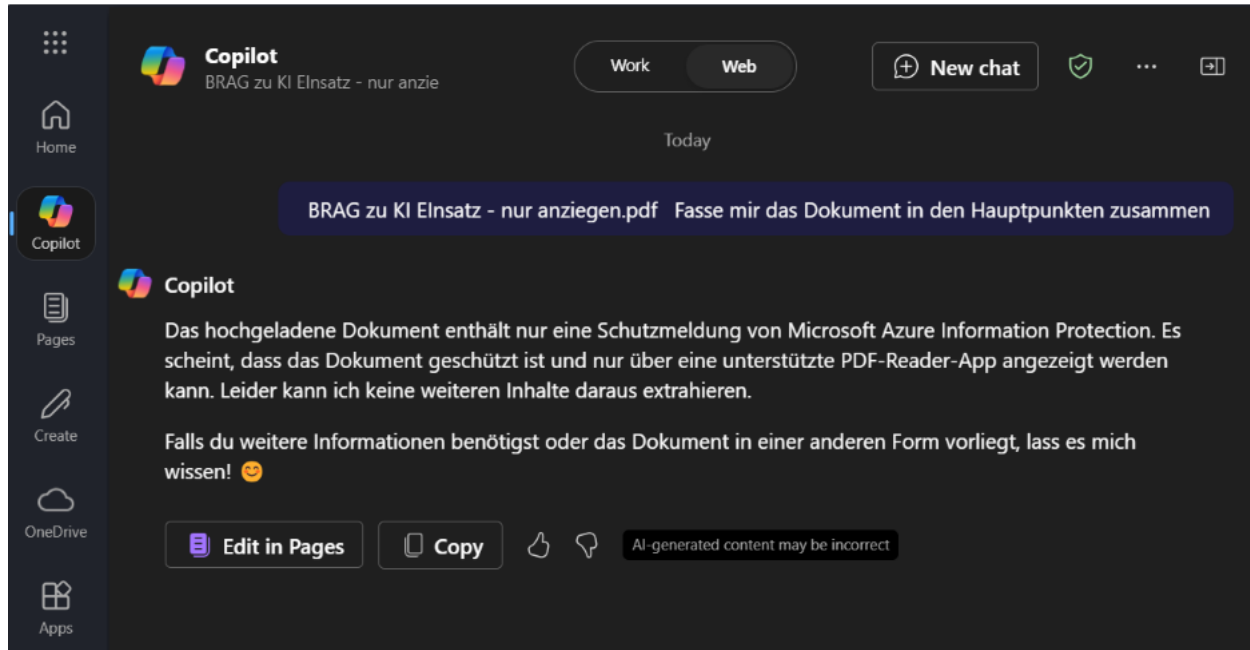 Copilot
BRAG zu KI EInsatz - nur anzie
Work
Web
New chat
Home
Today
BRAG zu KI EInsatz - nur anziegen.pdf Fasse mir das Dokument in den Hauptpunkten zusammen
Copilot
Copilot
Das hochgeladene Dokument enthält nur eine Schutzmeldung von Microsoft Azure Information Protection. Es
scheint, dass das Dokument geschützt ist und nur über eine unterstützte PDF-Reader-App angezeigt werden
kann. Leider kann ich keine weiteren Inhalte daraus extrahieren.
Pages
Falls du weitere Informationen benötigst oder das Dokument in einer anderen Form vorliegt, lass es mich
wissen! 😊
Create
OneDrive
Edit in Pages
Copy
AI-generated content may be incorrect
Apps